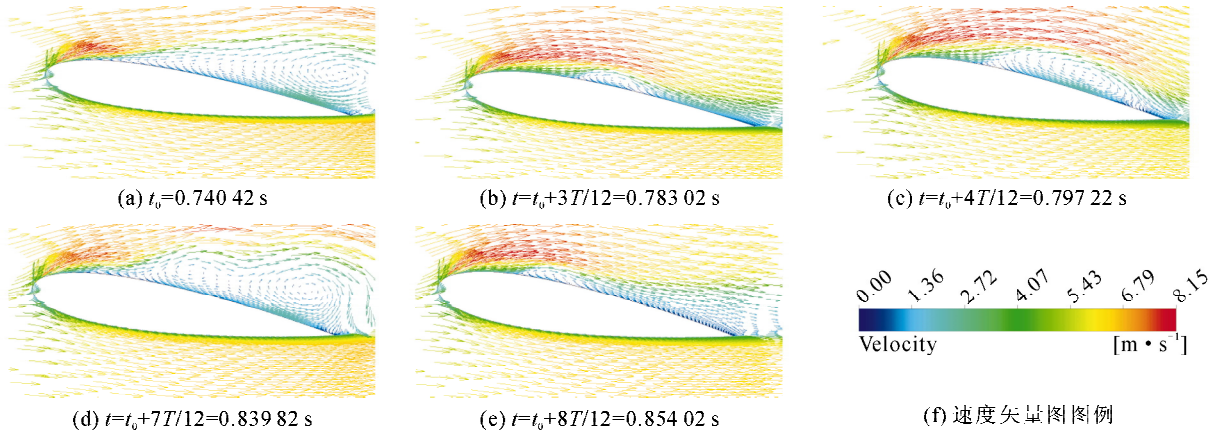 (a) t₀=0.740 42 s
(b) t=t₀+3T/12=0.783 02 s
(c) t=t₀+4T/12=0.797 22 s
(d) t=t₀+7T/12=0.839 82 s
(e) t=t₀+8T/12=0.854 02 s
0.00 1.36 2.72 4.07 5.43 6.79 8.15
Velocity [m·s⁻¹]
(f) 速度矢量图图例